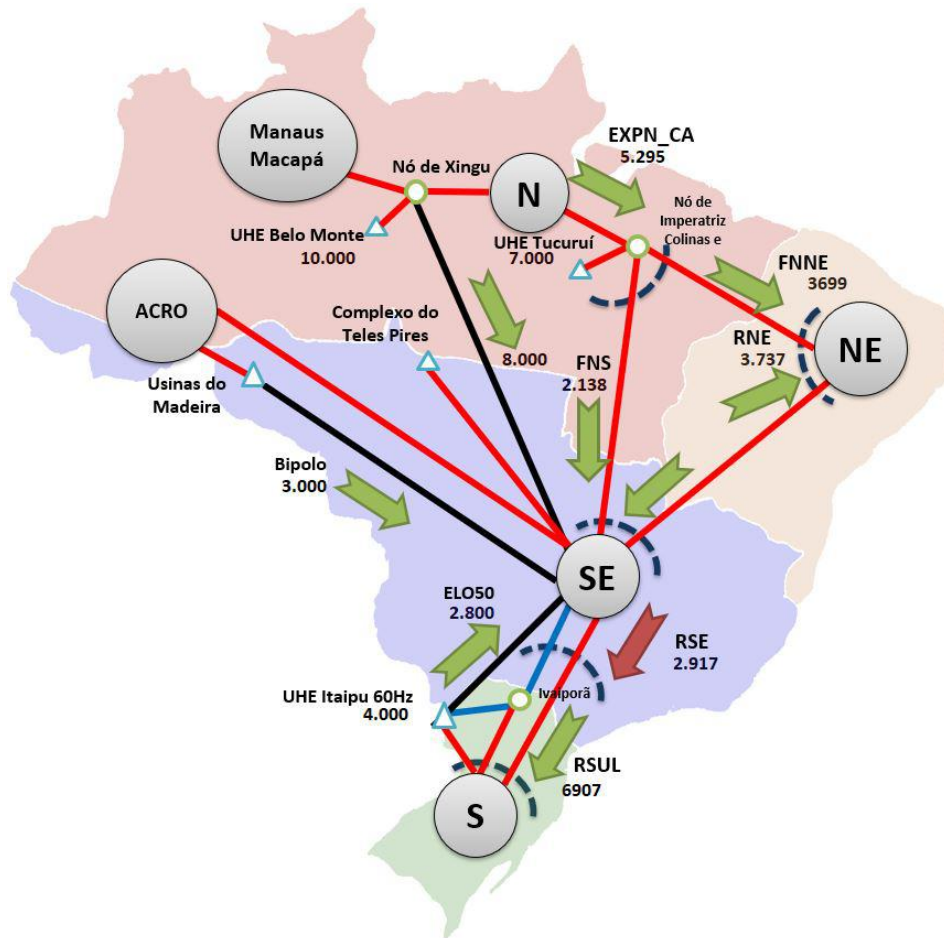 EXPN_CA
5.295
Manaus
Macapá
Nó de Xingu
N
Nó de
Imperatriz
Colinas e
UHE Belo Monte
10.000
UHE Tucuruí
7.000
FNNE
3699
ACRO
Complexo do
Teles Pires
RNE
3.737
NE
8.000
FNS
2.138
Usinas do
Madeira
Bipolo
3.000
SE
ELO50
2.800
RSE
2.917
UHE Itaipu 60Hz
4.000
Ivaiporã
RSUL
6907
S